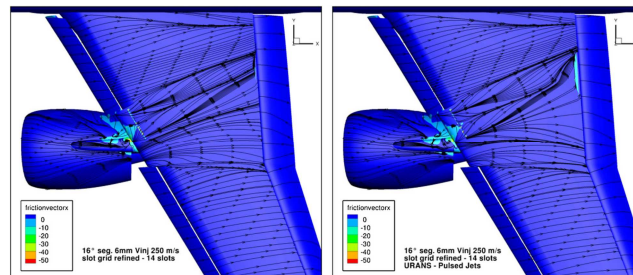 Y
X
frictionvectorx
0
-10
-20
-30
-40
-50
16° seg. 6mm Vinj 250 m/s
slot grid refined - 14 slots
Y
X
frictionvectorx
0
-10
-20
-30
-40
-50
16° seg. 6mm Vinj 250 m/s
slot grid refined - 14 slots
URANS - Pulsed Jets